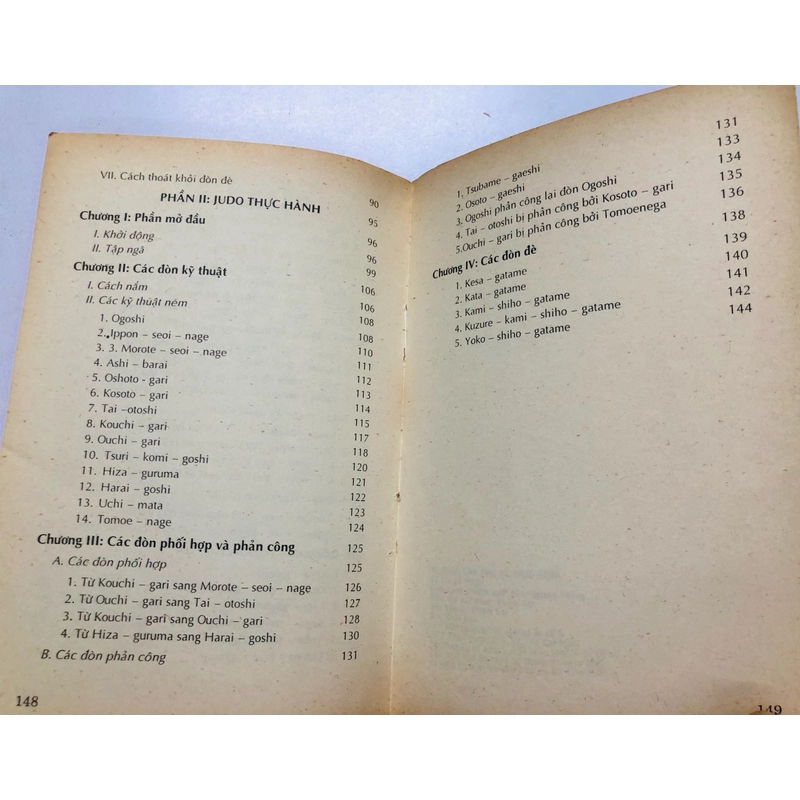 VII. Cách thoát khỏi đòn đè 90
PHẦN II: JUDO THỰC HÀNH 95
Chương I: Phần mở đầu 96
I. Khởi động 96
II. Tập ngã 99
Chương II: Các đòn kỹ thuật 106
I. Cách nắm 106
II. Các kỹ thuật ném 108
1. Ogoshi 108
2. Ippon – seoi – nage 110
3. 3. Morote – seoi – nage 111
4. Ashi – barai 112
5. Oshoto - gari 113
6. Kosoto – gari 114
7. Tai –otoshi 115
8. Kouchi – gari 117
9. Ouchi – gari 118
10. Tsuri – komi – goshi 120
11. Hiza – guruma 121
12. Harai – goshi 122
13. Uchi – mata 123
14. Tomoe – nage 124
Chương III: Các đòn phối hợp và phản công 125
A. Các đòn phối hợp 125
1. Từ Kouchi – gari sang Morote – seoi – nage 126
2. Từ Ouchi – gari sang Tai – otoshi 127
3. Từ Kouchi – gari sang Ouchi – gari 128
4. Từ Hiza – guruma sang Harai – goshi 130
B. Các đòn phản công 131
148
1. Tsubame – gaeshi 131
2. Osoto – gaeshi 133
3. Ogoshi phản công lại đòn Ogoshi 134
4. Tai – otoshi bị phản công bởi Kosoto – gari 135
5.Ouchi – gari bị phản công bởi Tomoenega 136
Chương IV: Các đòn đè 138
1. Kesa – gatame 139
2. Kata – gatame 140
3. Kami – shiho – gatame 141
4. Kuzure – kami – shiho – gatame 142
5. Yoko – shiho – gatame 144
149